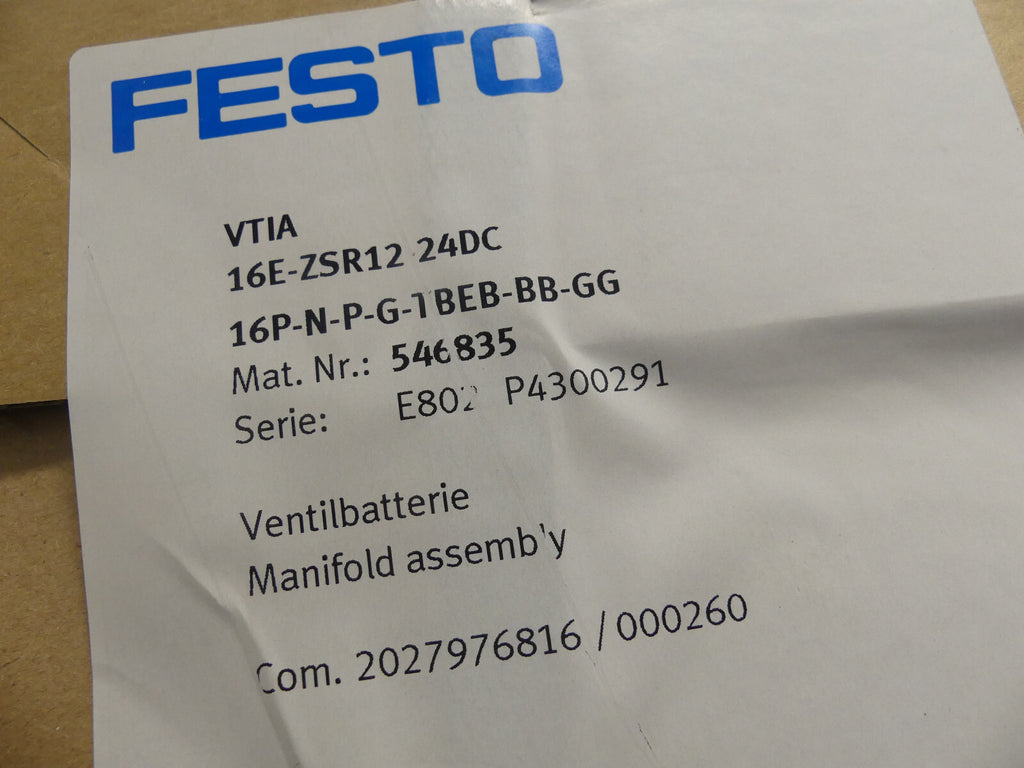 FESTO
VTIA
16E-ZSR12 24DC
16P-N-P-G-1BEB-BB-GG
Mat. Nr.: 546835
Serie: E802 P4300291
Ventilbatterie
Manifold assemb'y
Com. 2027976816 /000260